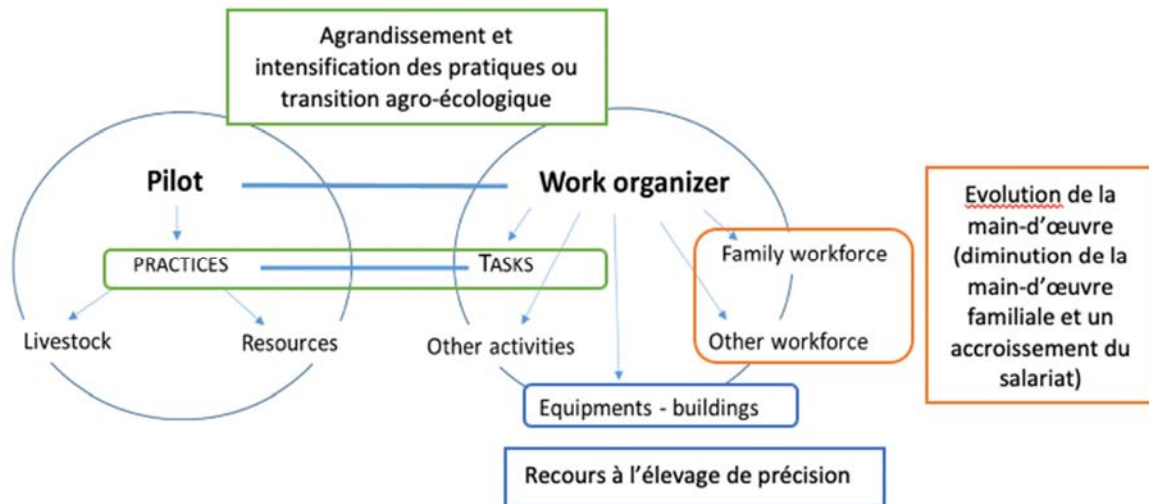 Agrandissement et
intensification des pratiques ou
transition agro-écologique
Pilot
Work organizer
PRACTICES
TASKS
Family workforce
Livestock
Resources
Other activities
Other workforce
Equipments - buildings
Evolution de la
main-d’œuvre
(diminution de la
main-d’œuvre
familiale et un
accroissement du
salariat)
Recours à l’élevage de précision